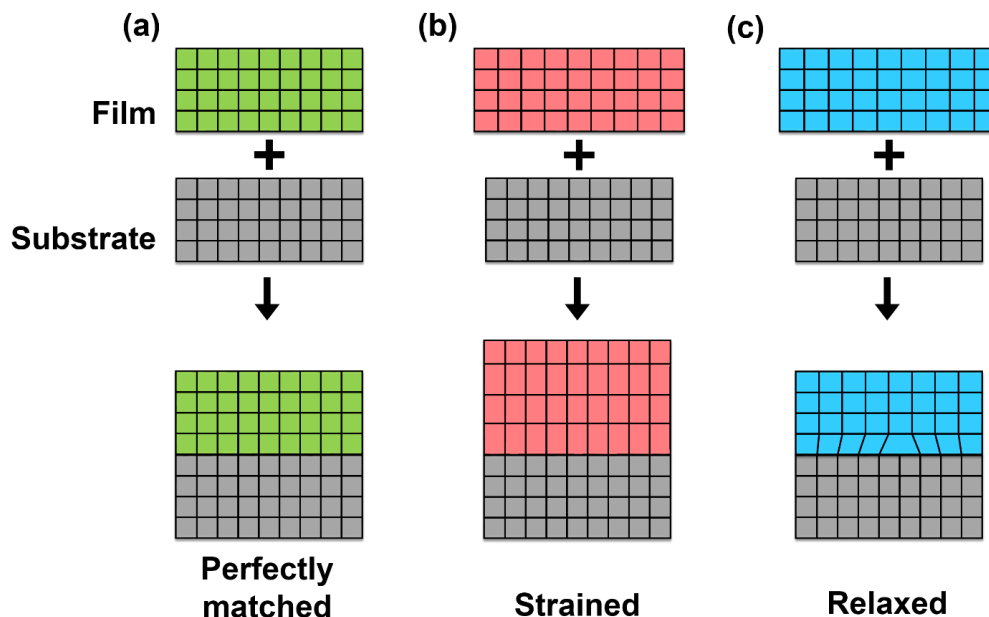 (a)
(b)
(c)
Film
+
+
+
Substrate
Perfectly
matched
Strained
Relaxed